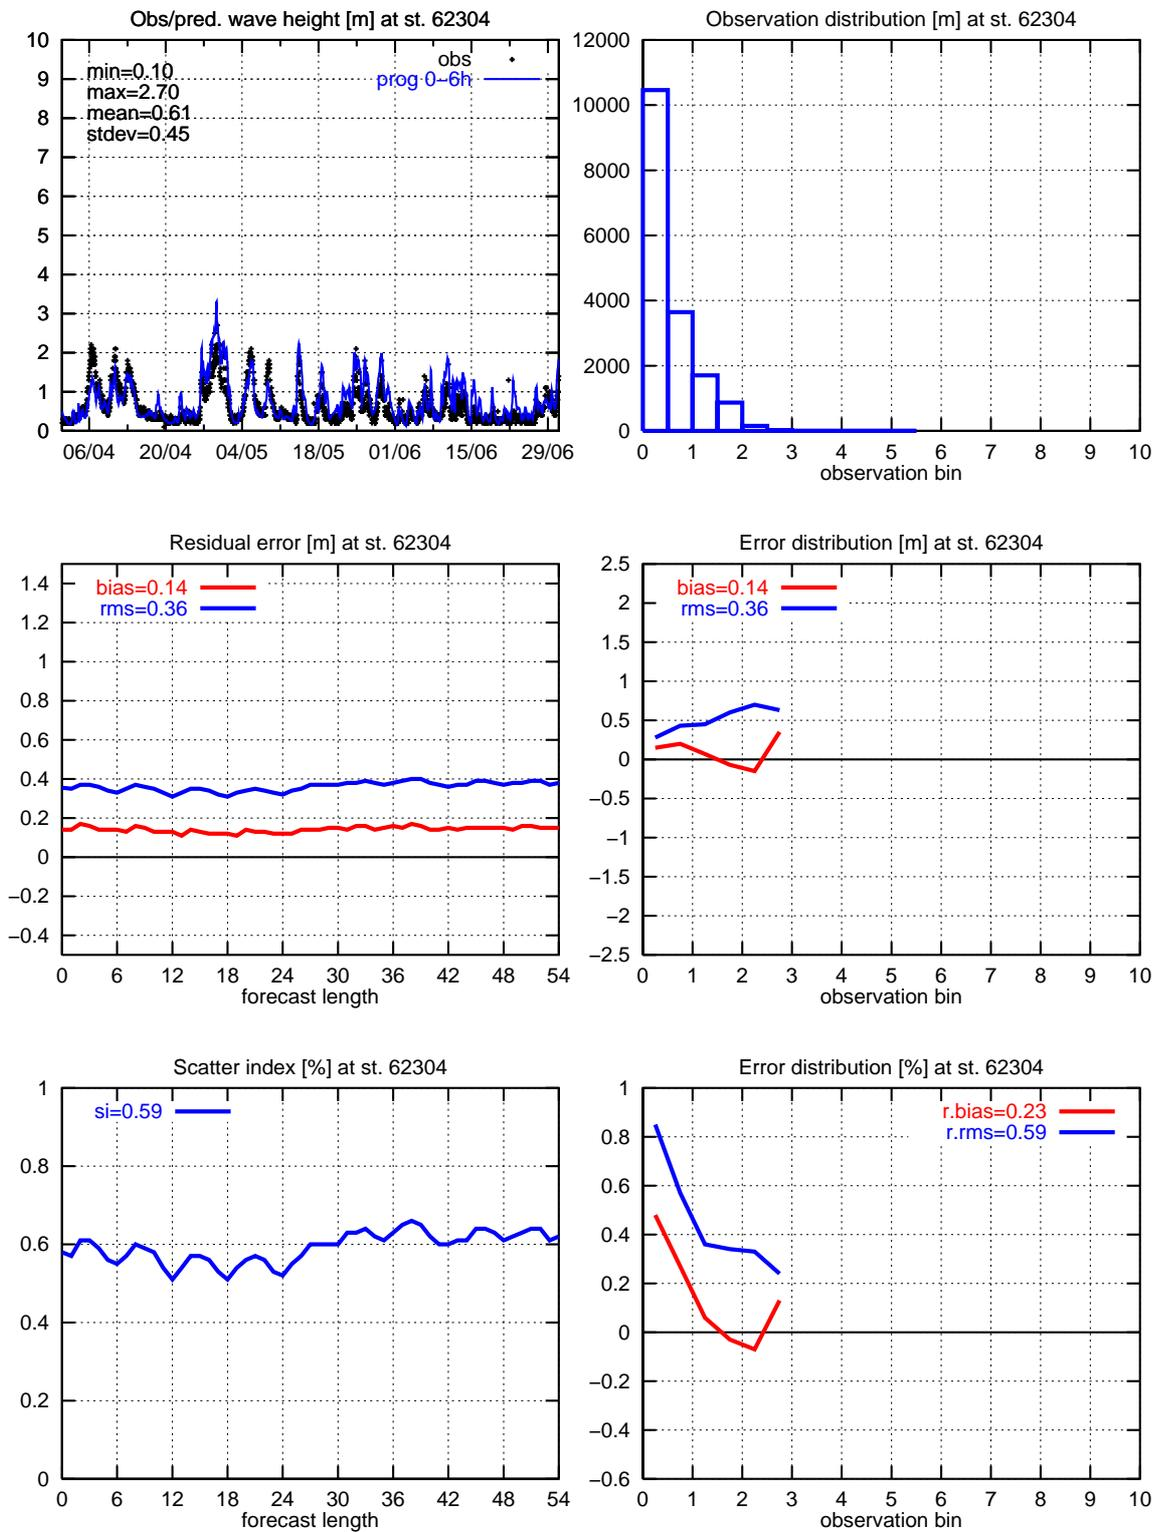 Obs/pred. wave height [m] at st. 62304
10
9
8
7
6
5
4
3
2
1
0
min=0.10
max=2.70
mean=0.61
stdev=0.45
obs
prog 0−6h
06/04 20/04 04/05 18/05 01/06 15/06 29/06
Observation distribution [m] at st. 62304
12000
10000
8000
6000
4000
2000
0
0 1 2 3 4 5 6 7 8 9 10
observation bin
Residual error [m] at st. 62304
1.4
1.2
1
0.8
0.6
0.4
0.2
0
−0.2
−0.4
bias=0.14
rms=0.36
0 6 12 18 24 30 36 42 48 54
forecast length
Error distribution [m] at st. 62304
2.5
2
1.5
1
0.5
0
−0.5
−1
−1.5
−2
−2.5
bias=0.14
rms=0.36
0 1 2 3 4 5 6 7 8 9 10
observation bin
Scatter index [%] at st. 62304
1
0.8
0.6
0.4
0.2
0
si=0.59
0 6 12 18 24 30 36 42 48 54
forecast length
Error distribution [%] at st. 62304
1
0.8
0.6
0.4
0.2
0
−0.2
−0.4
−0.6
r.bias=0.23
r.rms=0.59
0 1 2 3 4 5 6 7 8 9 10
observation bin